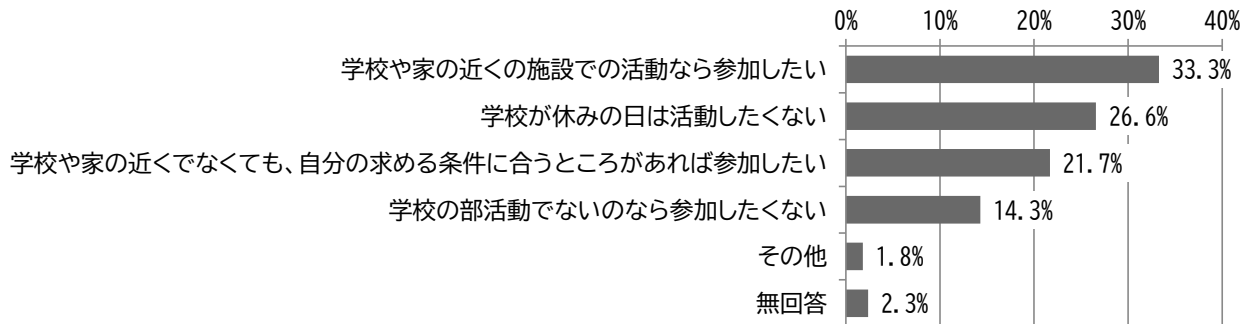 0% 10% 20% 30% 40%
学校や家の近くの施設での活動なら参加したい 33.3%
学校が休みの日は活動したくない 26.6%
学校や家の近くでなくても、自分の求める条件に合うところがあれば参加したい 21.7%
学校の部活動でないのなら参加したくない 14.3%
その他 1.8%
無回答 2.3%